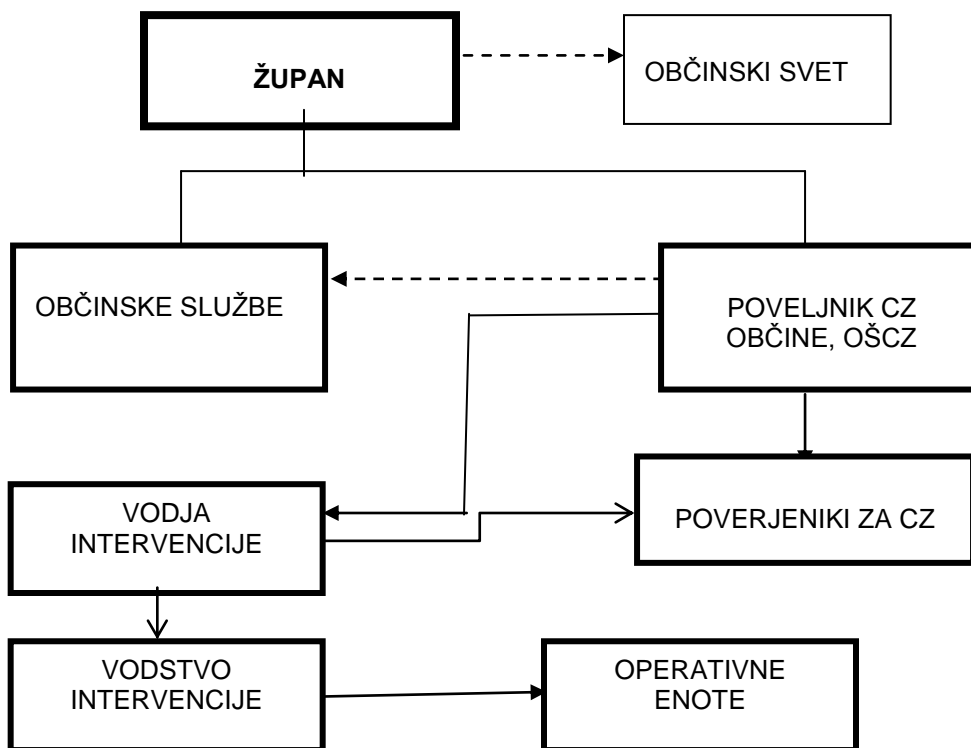 ŽUPAN
OBČINSKI SVET
OBČINSKE SLUŽBE
POVELJNIK CZ
OBČINE, OŠCZ
VODJA
INTERVENCIJE
POVERJENIKI ZA CZ
VODSTVO
INTERVENCIJE
OPERATIVNE
ENOTE